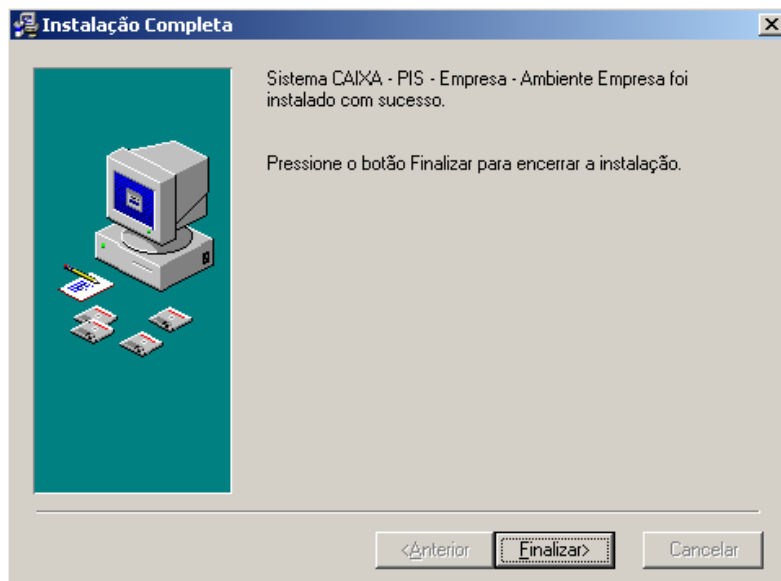 Instalação Completa
Sistema CAIXA - PIS - Empresa - Ambiente Empresa foi
instalado com sucesso.
Pressione o botão Finalizar para encerrar a instalação.
<Anterior
Finalizar>
Cancelar